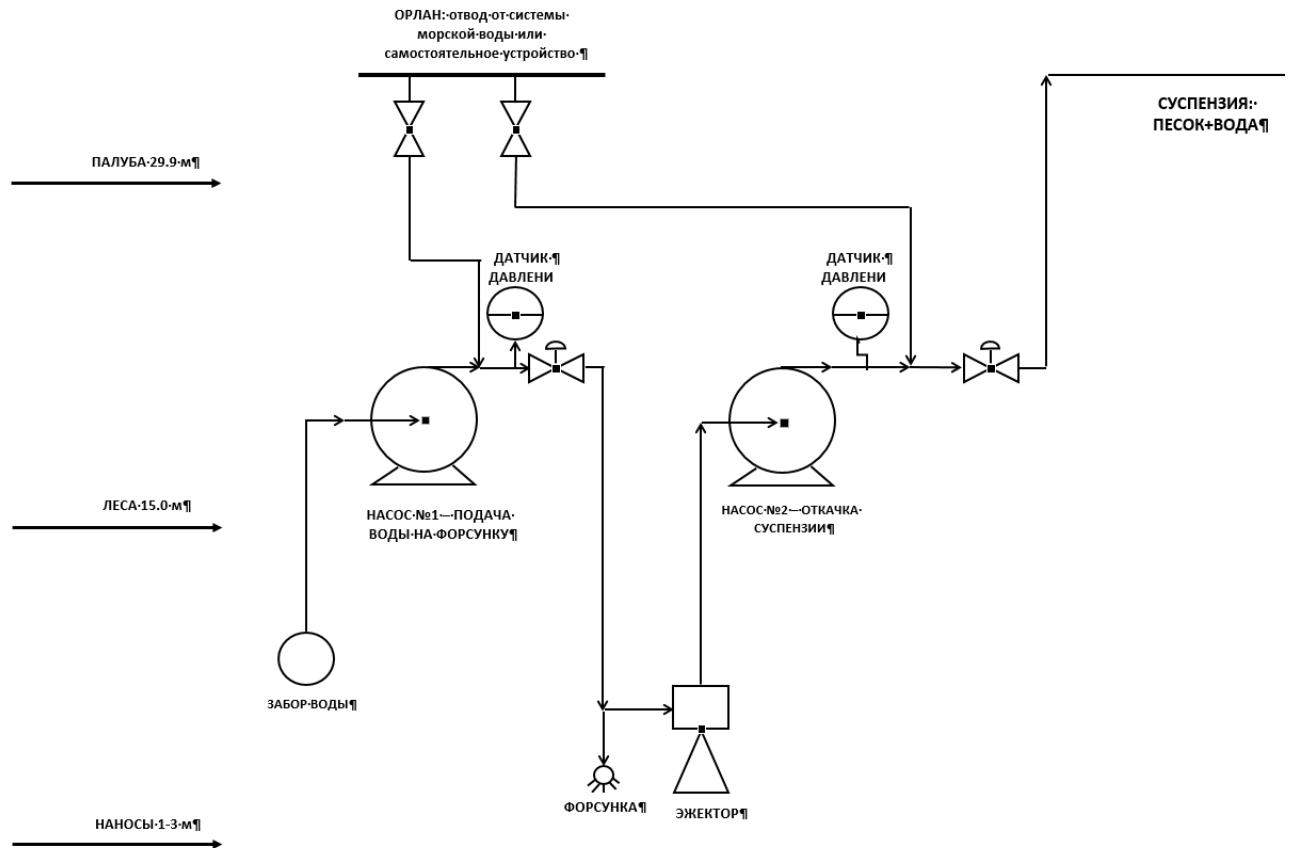 ОРЛАН:·отвод·от·системы·
морской·воды·или·
самостоятельное·устройство·¶
СУСПЕНЗИЯ:·
ПЕСОК+ВОДА¶
ПАЛУБА·29.9·м¶
ДАТЧИК·¶
ДАВЛЕНИ
ДАТЧИК·¶
ДАВЛЕНИ
ЛЕСА·15.0·м¶
НАСОС·№1·–·ПОДАЧА·
ВОДЫ·НА·ФОРСУНКУ¶
НАСОС·№2·–·ОТКАЧКА·
СУСПЕНЗИИ¶
ЗАБОР·ВОДЫ¶
ФОРСУНКА¶
ЭЖЕКТОР¶
НАНОСЫ·1-3·м¶